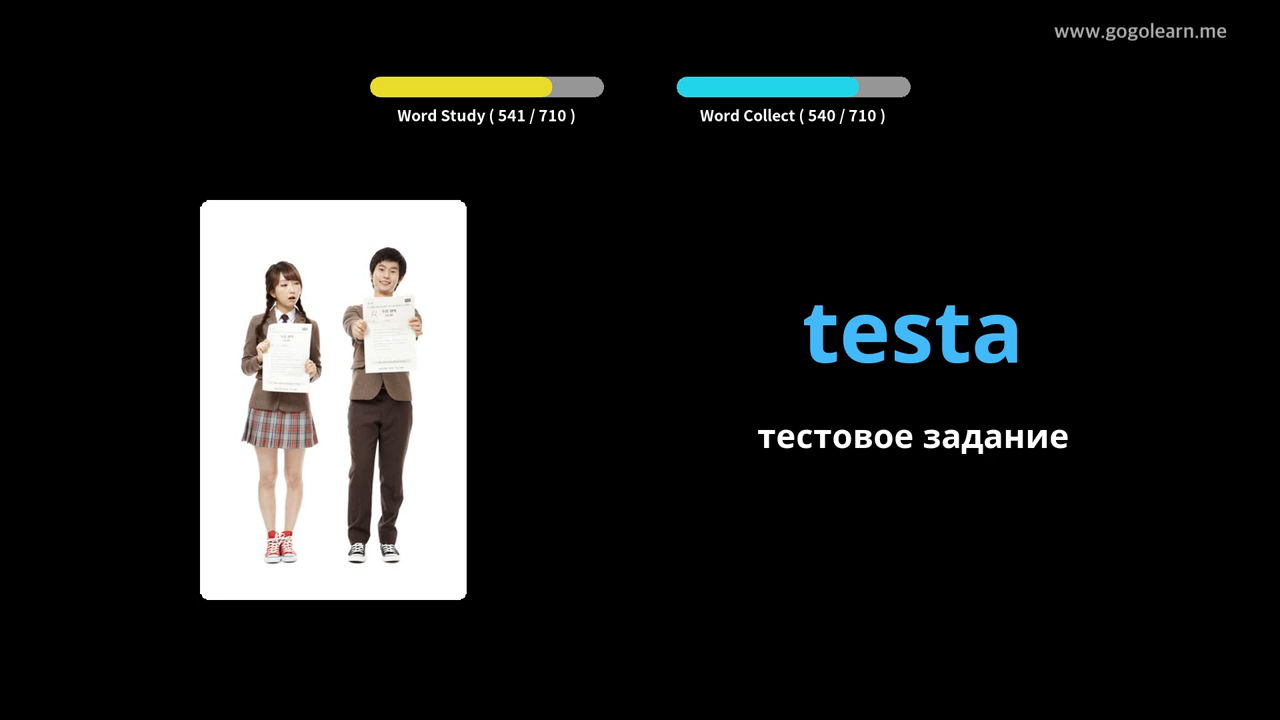 www.gogolearn.me
Word Study ( 541 / 710 )
Word Collect ( 540 / 710 )
testa
тестовое задание